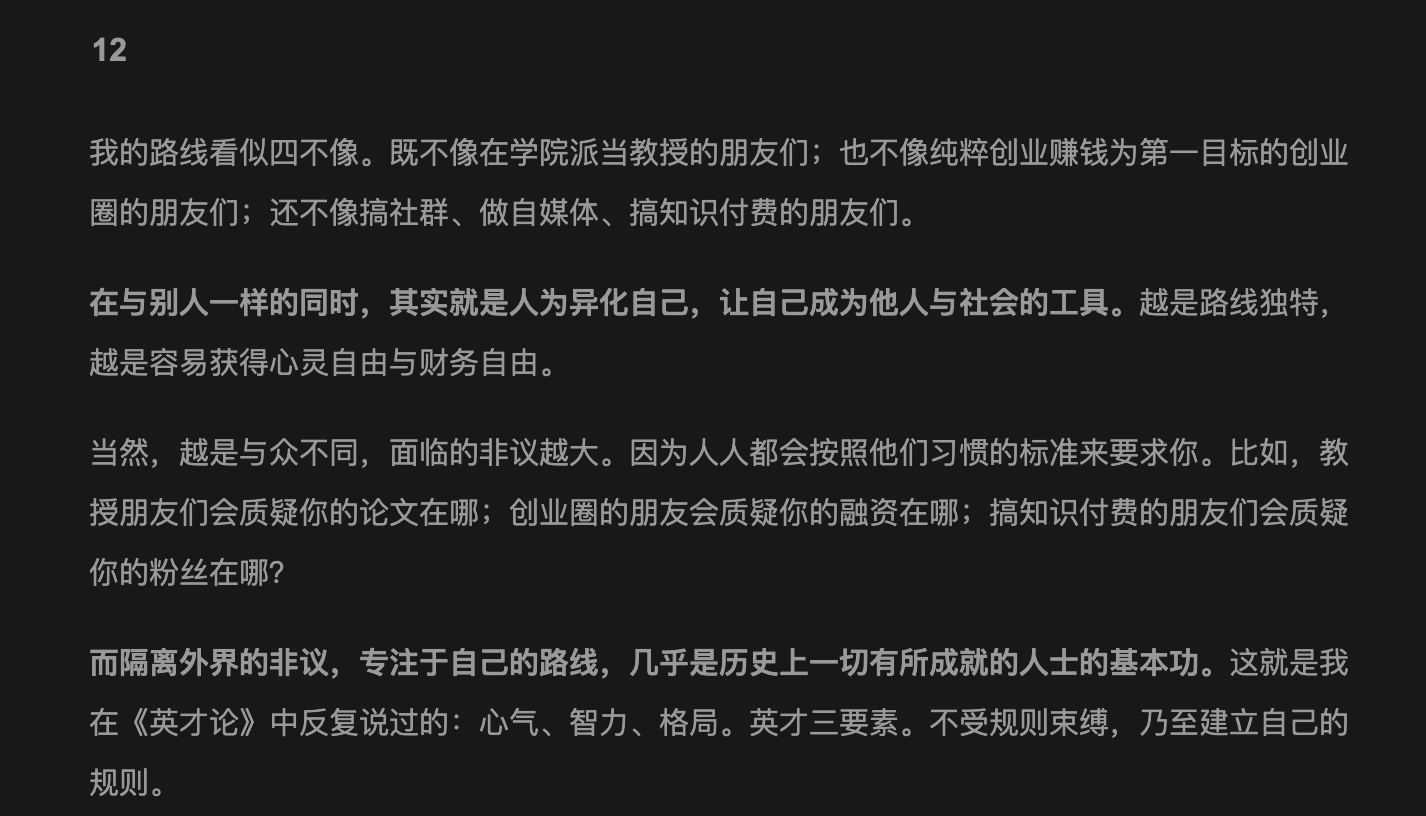 12
我的路线看似四不像。既不像在学院派当教授的朋友们；也不像纯粹创业赚钱为第一目标的创业
圈的朋友们；还不像搞社群、做自媒体、搞知识付费的朋友们。
在与别人一样的同时，其实就是人为异化自己，让自己成为他人与社会的工具。越是路线独特，
越是容易获得心灵自由与财务自由。
当然，越是与众不同，面临的非议越大。因为人人都会按照他们习惯的标准来要求你。比如，教
授朋友们会质疑你的论文在哪；创业圈的朋友会质疑你的融资在哪；搞知识付费的朋友们会质疑
你的粉丝在哪？
而隔离外界的非议，专注于自己的路线，几乎是历史上一切有所成就的人士的基本功。这就是我
在《英才论》中反复说过的：心气、智力、格局。英才三要素。不受规则束缚，乃至建立自己的
规则。